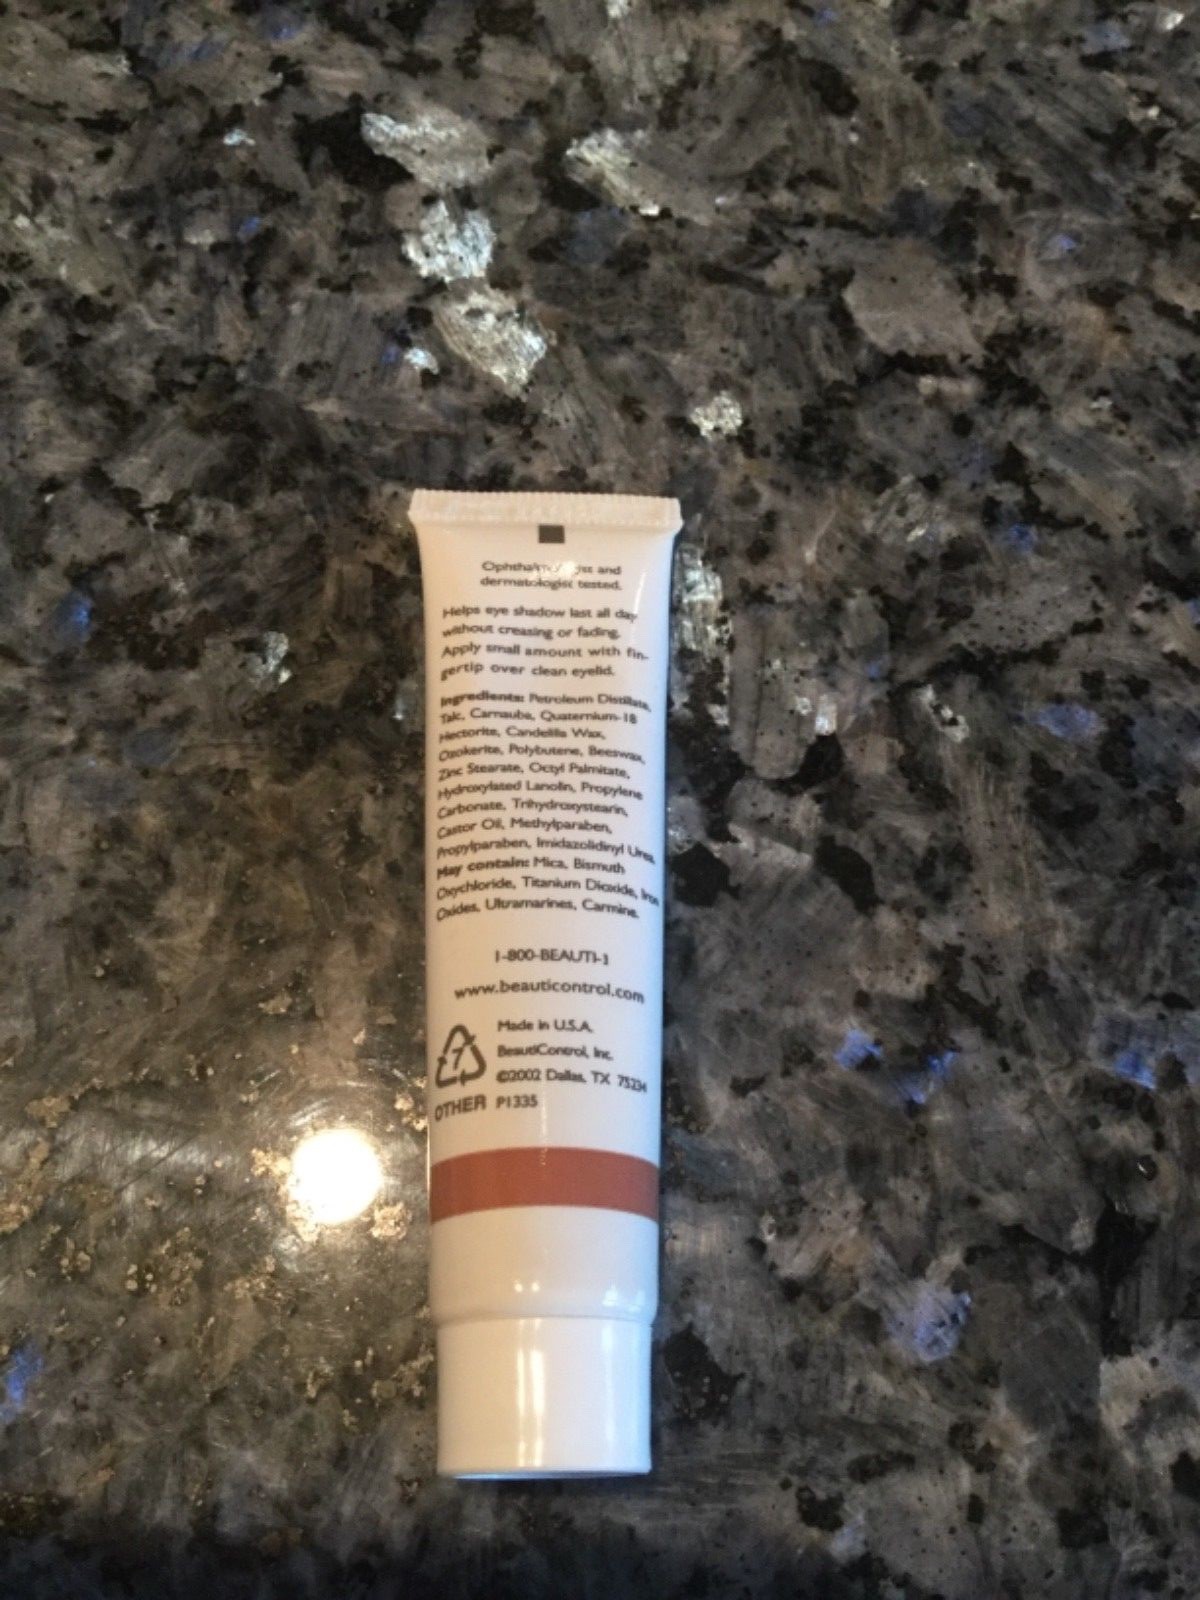 Ophthalmologist and
dermatologist tested.
Helps eye shadow last all day
without creasing or fading.
Apply small amount with fin-
gertip over clean eyelid.
Ingredients: Petroleum Distillate,
Talc, Carnauba, Quaternium-18
Hectorite, Candelilla Wax,
Ozokerite, Polybutene, Beeswax,
Zinc Stearate, Octyl Palmitate,
Hydroxylated Lanolin, Propylene
Carbonate, Trihydroxystearin,
Castor Oil, Methylparaben,
Propylparaben, Imidazolidinyl Urea.
May contain: Mica, Bismuth
Oxychloride, Titanium Dioxide, Iron
Oxides, Ultramarines, Carmine.
1-800-BEAUTI-1
www.beauticontrol.com
Made in U.S.A.
BeautiControl, Inc.
©2002 Dallas, TX 75234
7
OTHER P1335